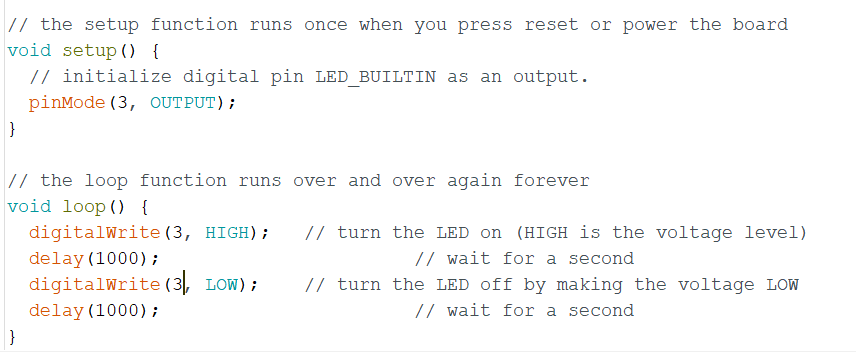 // the setup function runs once when you press reset or power the board
void setup() {
  // initialize digital pin LED_BUILTIN as an output.
  pinMode(3, OUTPUT);
}

// the loop function runs over and over again forever
void loop() {
  digitalWrite(3, HIGH);   // turn the LED on (HIGH is the voltage level)
  delay(1000);                       // wait for a second
  digitalWrite(3, LOW);    // turn the LED off by making the voltage LOW
  delay(1000);                       // wait for a second
}